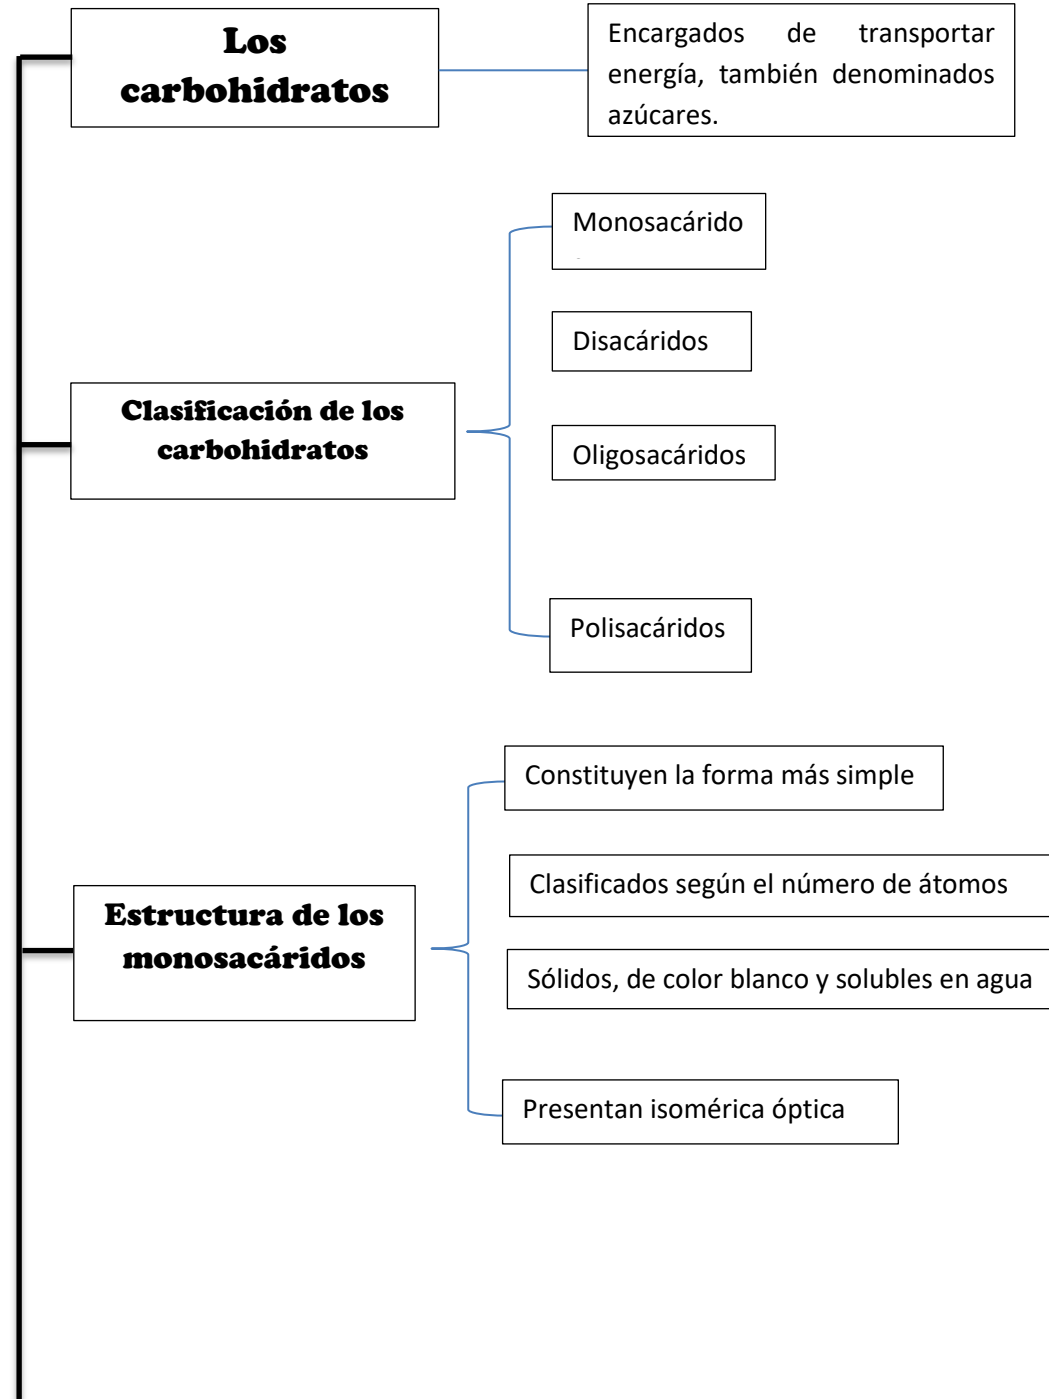 Los
carbohidratos
Encargados de transportar
energía, también denominados
azúcares.
Monosacárido
Disacáridos
Clasificación de los
carbohidratos
Oligosacáridos
Polisacáridos
Constituyen la forma más simple
Clasificados según el número de átomos
Estructura de los
monosacáridos
Sólidos, de color blanco y solubles en agua
Presentan isomérica óptica